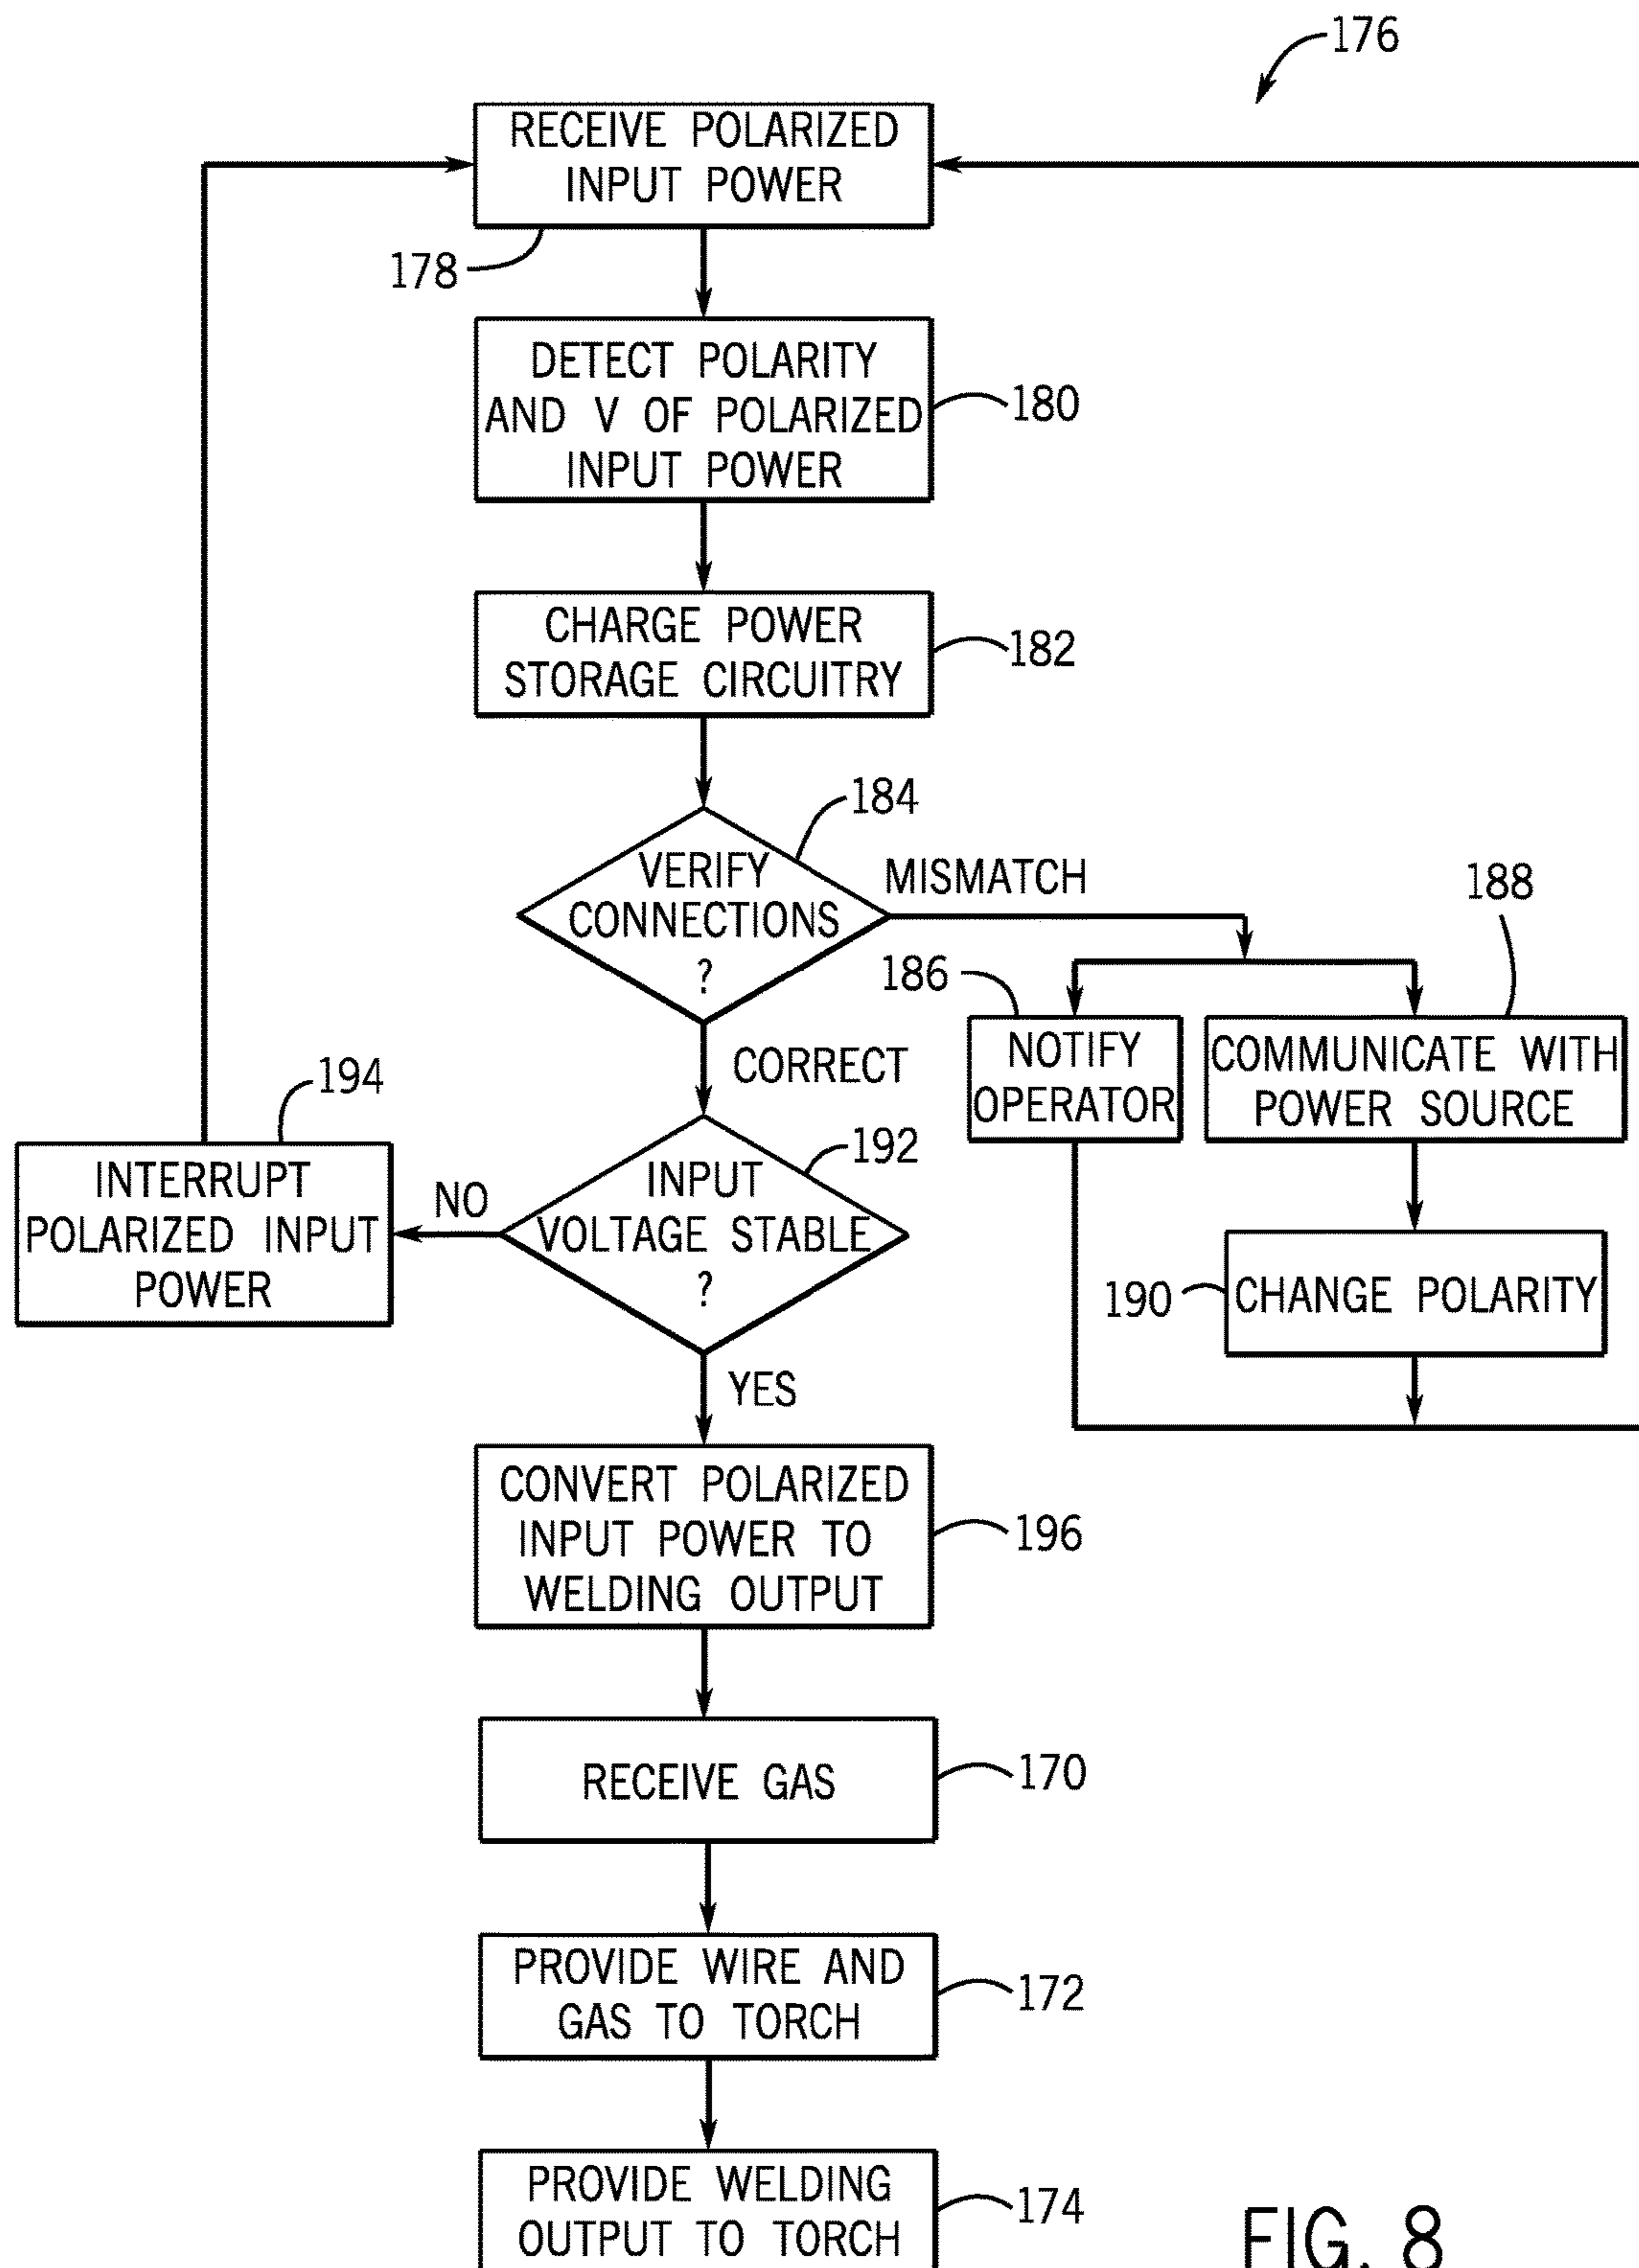 176
RECEIVE POLARIZED
INPUT POWER
178
DETECT POLARITY
AND V OF POLARIZED
INPUT POWER
180
CHARGE POWER
STORAGE CIRCUITRY
182
184
VERIFY
CONNECTIONS
?
MISMATCH
188
186
NOTIFY
OPERATOR
COMMUNICATE WITH
POWER SOURCE
CORRECT
194
192
INPUT
VOLTAGE STABLE
?
INTERRUPT
POLARIZED INPUT
POWER
NO
190
CHANGE POLARITY
YES
CONVERT POLARIZED
INPUT POWER TO
WELDING OUTPUT
196
RECEIVE GAS
170
PROVIDE WIRE AND
GAS TO TORCH
172
PROVIDE WELDING
OUTPUT TO TORCH
174
FIG. 8